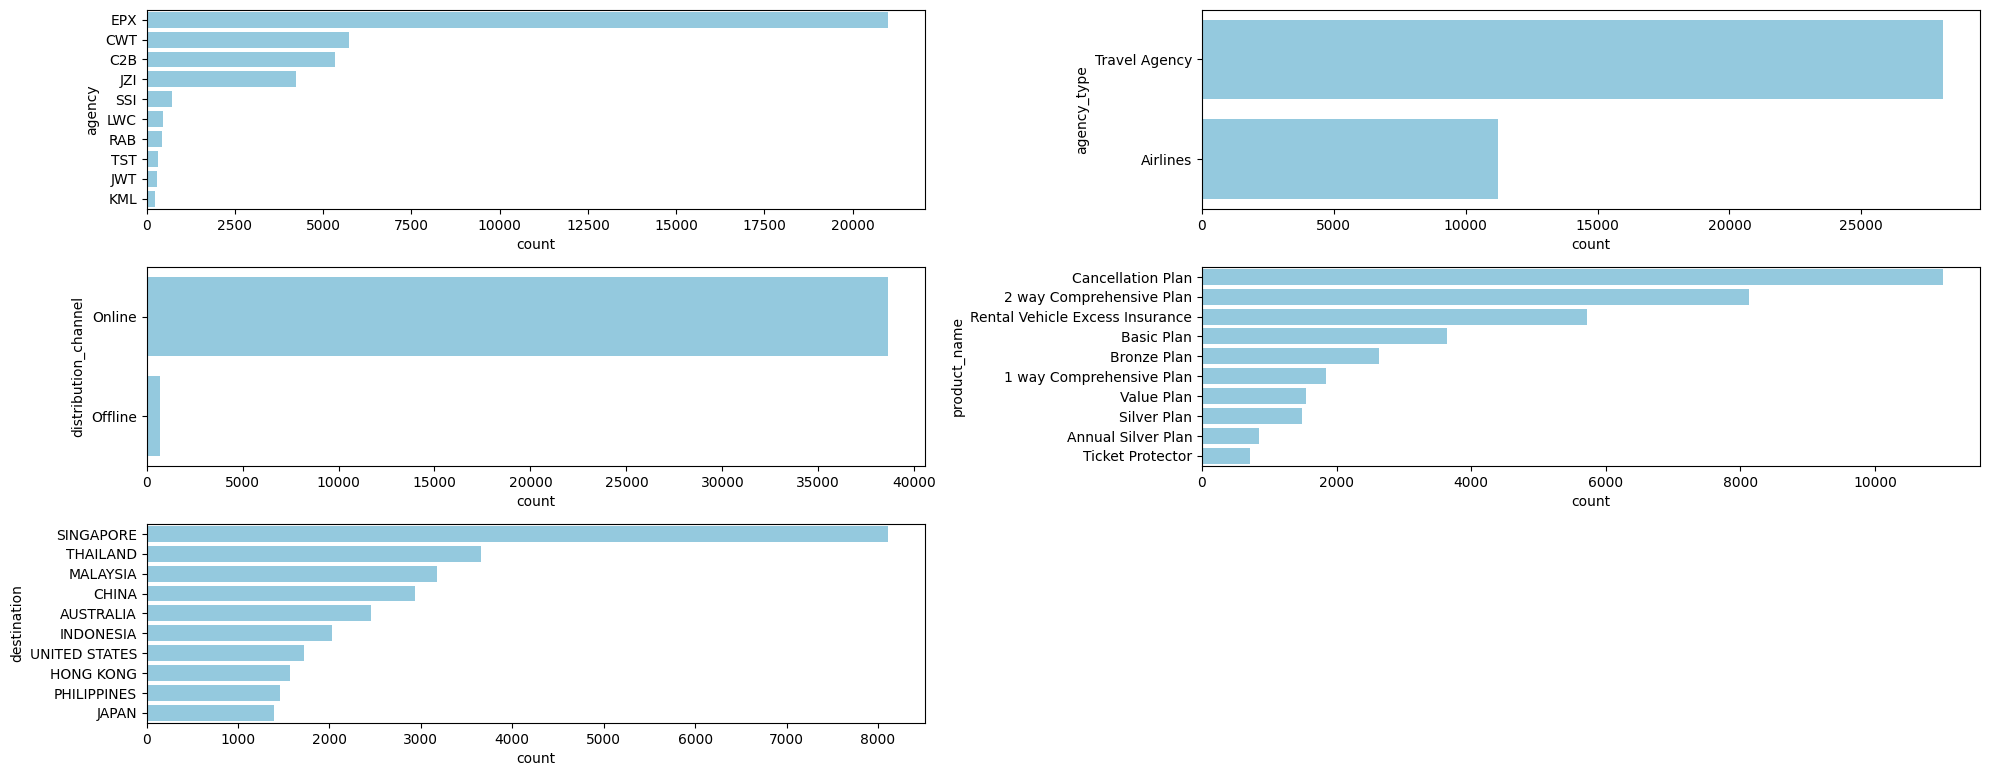 agency
EPX
CWT
C2B
JZI
SSI
LWC
RAB
TST
JWT
KML
0 2500 5000 7500 10000 12500 15000 17500 20000
count
agency_type
Travel Agency
Airlines
0 5000 10000 15000 20000 25000
count
distribution_channel
Online
Offline
0 5000 10000 15000 20000 25000 30000 35000 40000
count
product_name
Cancellation Plan
2 way Comprehensive Plan
Rental Vehicle Excess Insurance
Basic Plan
Bronze Plan
1 way Comprehensive Plan
Value Plan
Silver Plan
Annual Silver Plan
Ticket Protector
0 2000 4000 6000 8000 10000
count
destination
SINGAPORE
THAILAND
MALAYSIA
CHINA
AUSTRALIA
INDONESIA
UNITED STATES
HONG KONG
PHILIPPINES
JAPAN
0 1000 2000 3000 4000 5000 6000 7000 8000
count